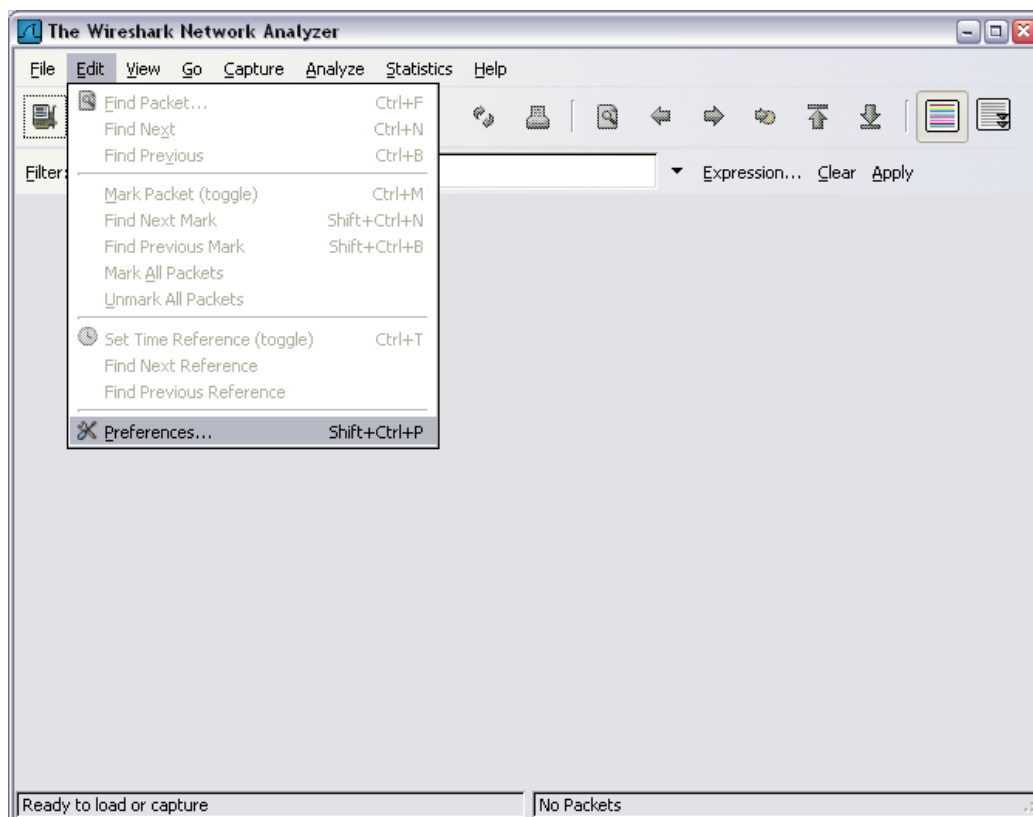 The Wireshark Network Analyzer
File Edit View Go Capture Analyze Statistics Help
Find Packet... Ctrl+F
Find Next Ctrl+N
Find Previous Ctrl+B
Filter: Expression... Clear Apply
Mark Packet (toggle) Ctrl+M
Find Next Mark Shift+Ctrl+N
Find Previous Mark Shift+Ctrl+B
Mark All Packets
Unmark All Packets
Set Time Reference (toggle) Ctrl+T
Find Next Reference
Find Previous Reference
Preferences... Shift+Ctrl+P
Ready to load or capture No Packets